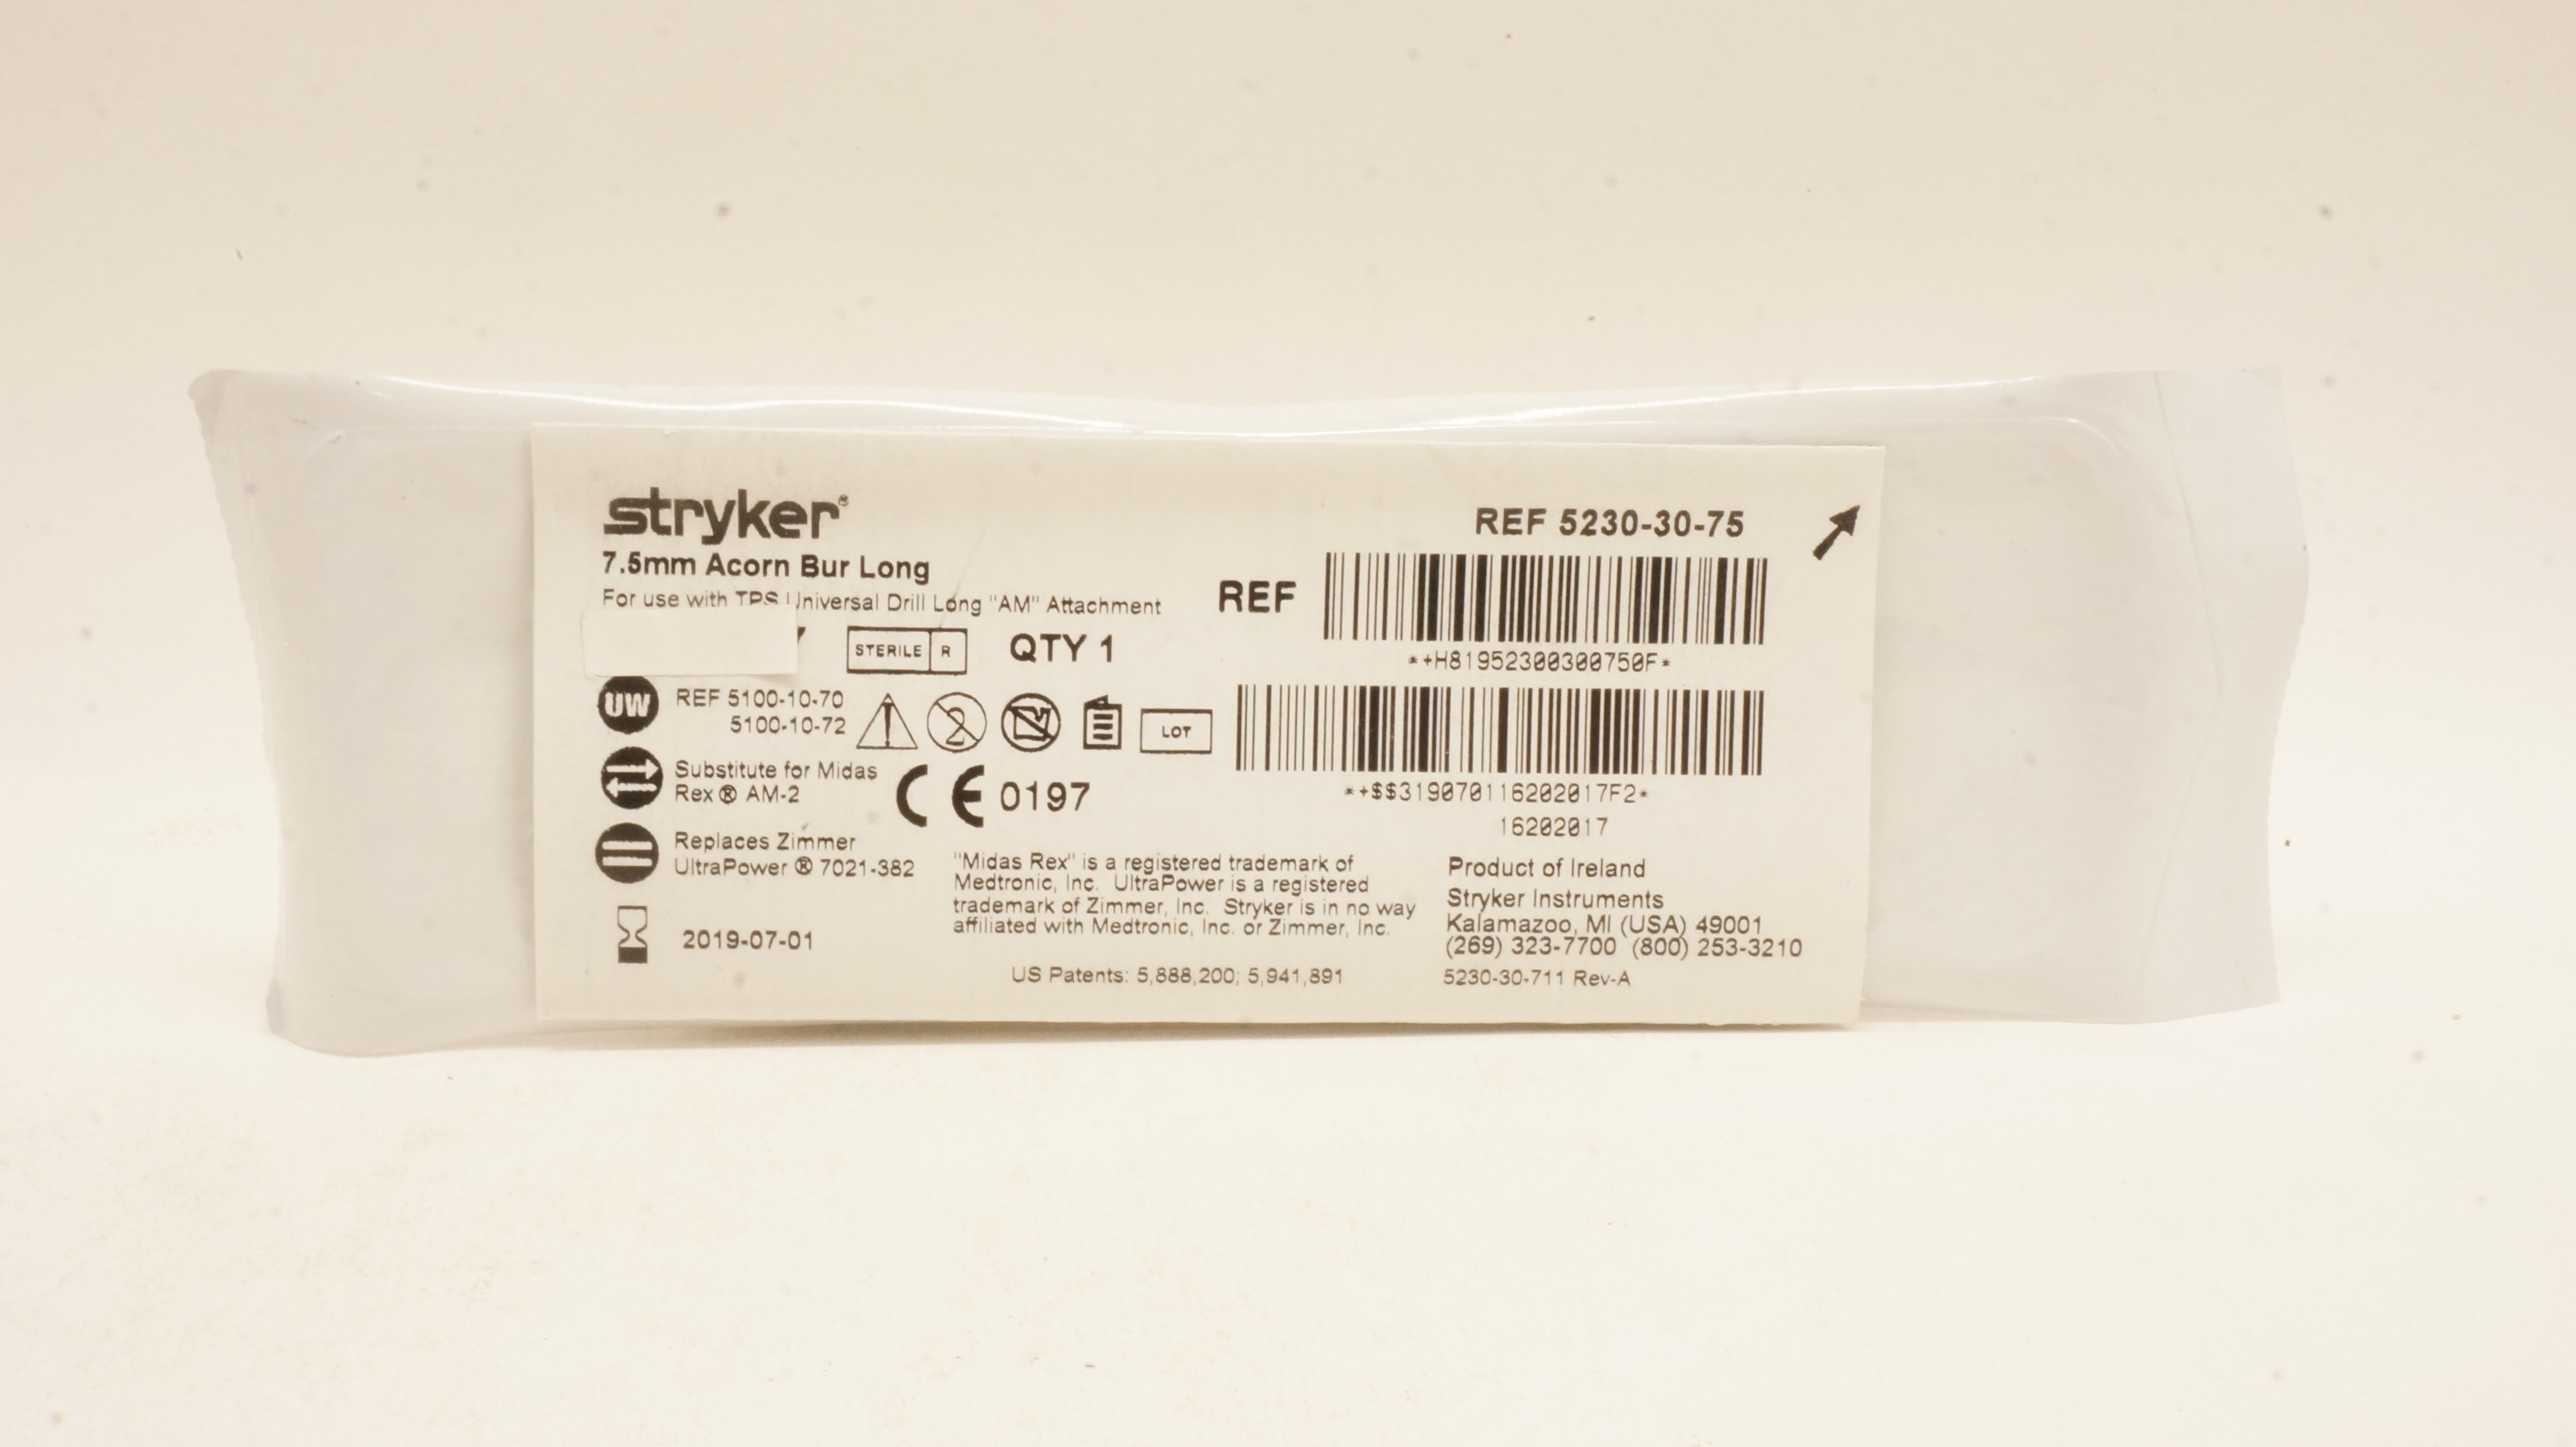 stryker®
7.5mm Acorn Bur Long
For use with TPS Universal Drill Long "AM" Attachment
STERILE R
QTY 1
UW
REF 5100-10-70
5100-10-72
2
LOT
Substitute for Midas
Rex ® AM-2
CE 0197
Replaces Zimmer
UltraPower ® 7021-382
2019-07-01
"Midas Rex" is a registered trademark of
Medtronic, Inc. UltraPower is a registered
trademark of Zimmer, Inc. Stryker is in no way
affiliated with Medtronic, Inc. or Zimmer, Inc.
US Patents: 5,888,200; 5,941,891
REF 5230-30-75
REF
*+H81952300300750F*
*+$$319070116202017F2*
16202017
Product of Ireland
Stryker Instruments
Kalamazoo, MI (USA) 49001
(269) 323-7700 (800) 253-3210
5230-30-711 Rev-A